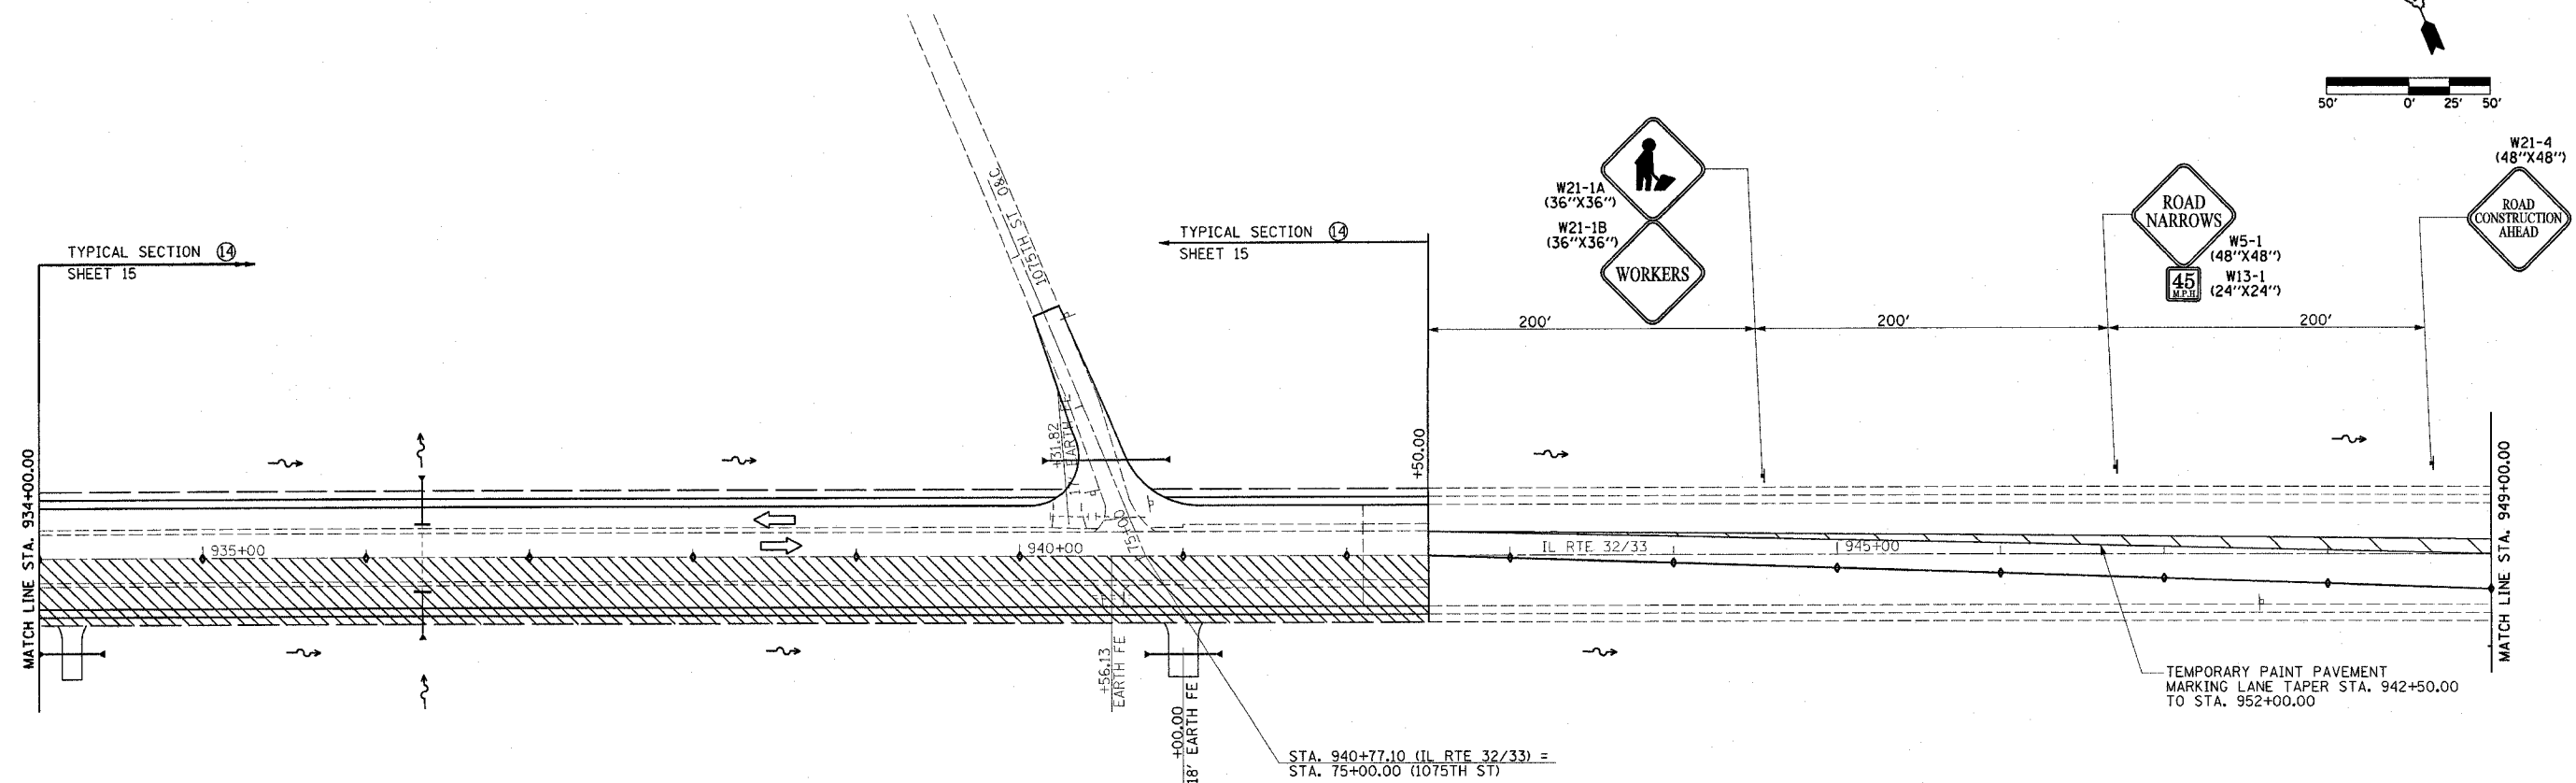 50' 0' 25' 50'
W21-4
(48"X48")
ROAD
CONSTRUCTION
AHEAD
W21-1A
(36"X36")
W21-1B
(36"X36")
WORKERS
ROAD
NARROWS
W5-1
(48"X48")
45
M.P.H.
W13-1
(24"X24")
TYPICAL SECTION 14
SHEET 15
TYPICAL SECTION 14
SHEET 15
1075TH ST. O&C
200' 200' 200'
+31.82
EARTH FE
+50.00
MATCH LINE STA. 934+00.00
935+00
940+00
75+00
IL RTE 32/33
945+00
MATCH LINE STA. 949+00.00
+56.13
EARTH FE
+00.00
18' EARTH FE
TEMPORARY PAINT PAVEMENT
MARKING LANE TAPER STA. 942+50.00
TO STA. 952+00.00
STA. 940+77.10 (IL RTE 32/33) =
STA. 75+00.00 (1075TH ST)